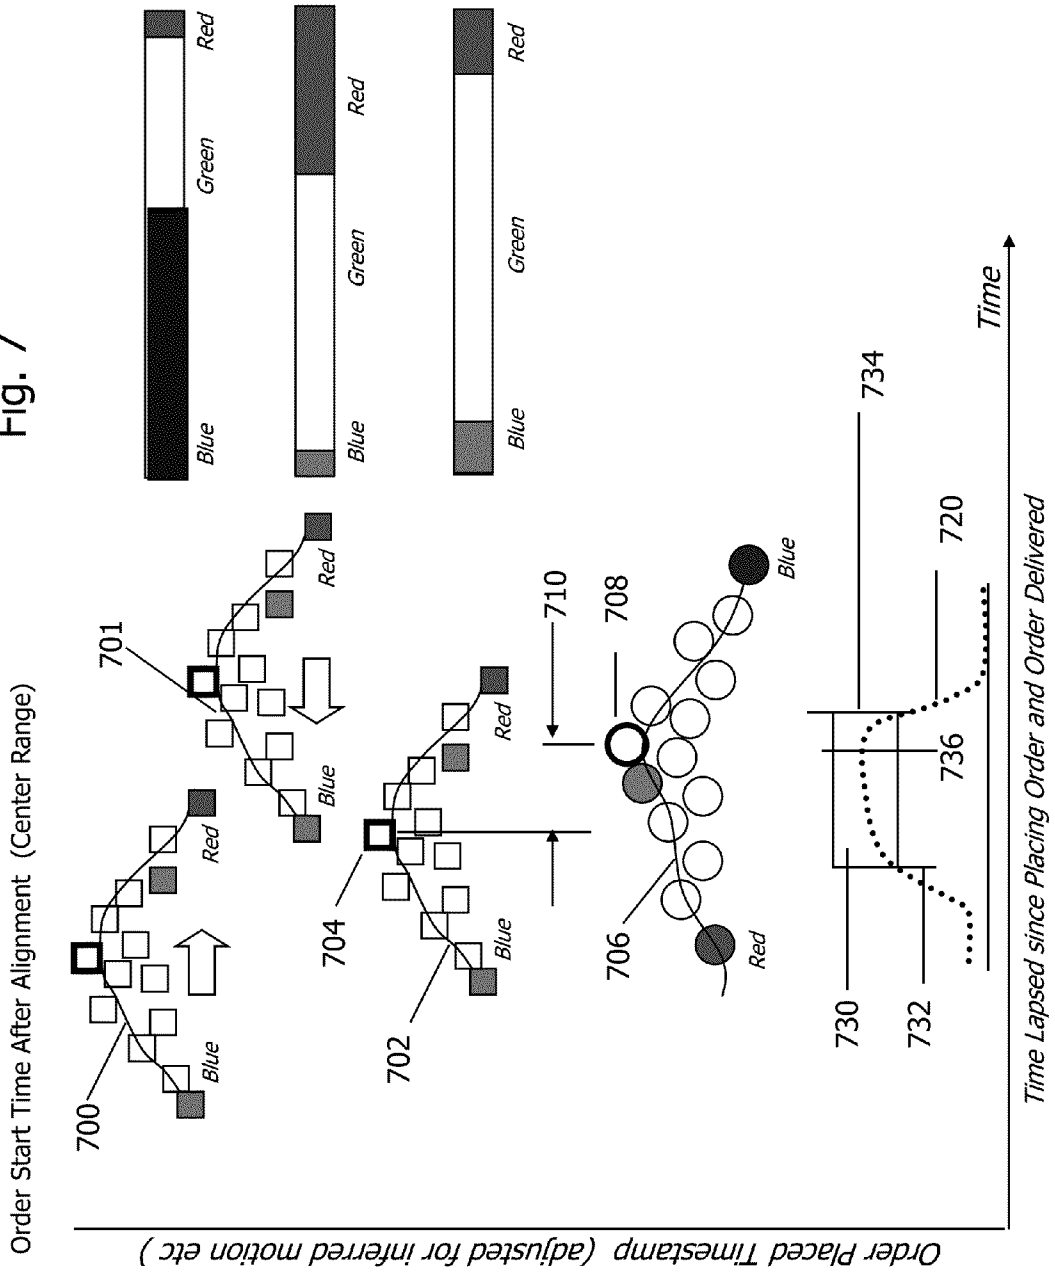 Fig. 7
Order Start Time After Alignment (Center Range)
Blue
Green
Red
Blue
Green
Red
Blue
Green
Red
700
Blue
Red
701
Blue
Red
702
704
Blue
Red
710
708
706
Red
Blue
730
732
734
736
720
Time
Time Lapsed since Placing Order and Order Delivered
Order Placed Timestamp (adjusted for inferred motion etc)